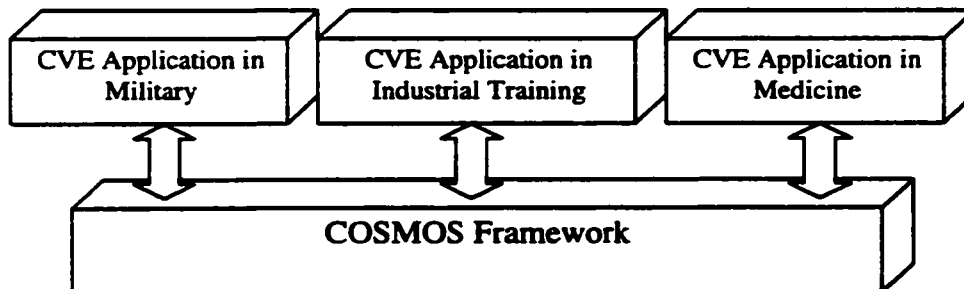 CVE Application in
Military
CVE Application in
Industrial Training
CVE Application in
Medicine
COSMOS Framework